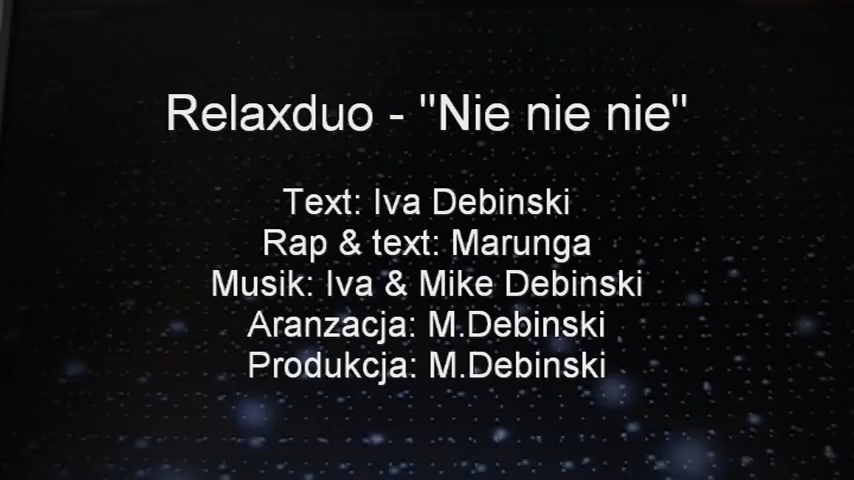 Relaxduo - "Nie nie nie"
Text: Iva Debinski
Rap & text: Marunga
Musik: Iva & Mike Debinski
Aranzacja: M.Debinski
Produkcja: M.Debinski